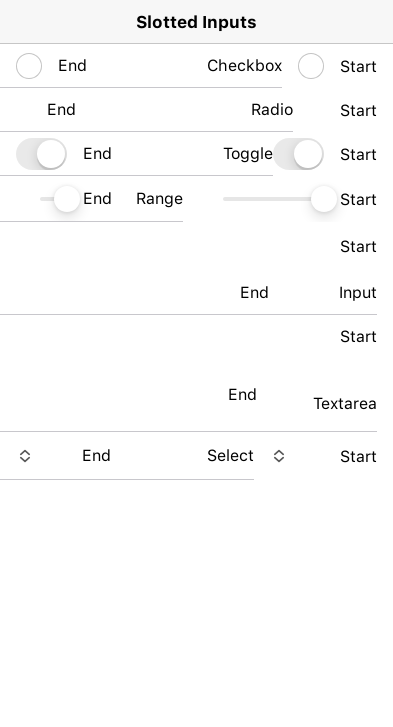 Slotted Inputs
End Checkbox Start
End Radio Start
End Toggle Start
End Range Start
Start
End Input
Start
End
Textarea
End Select Start